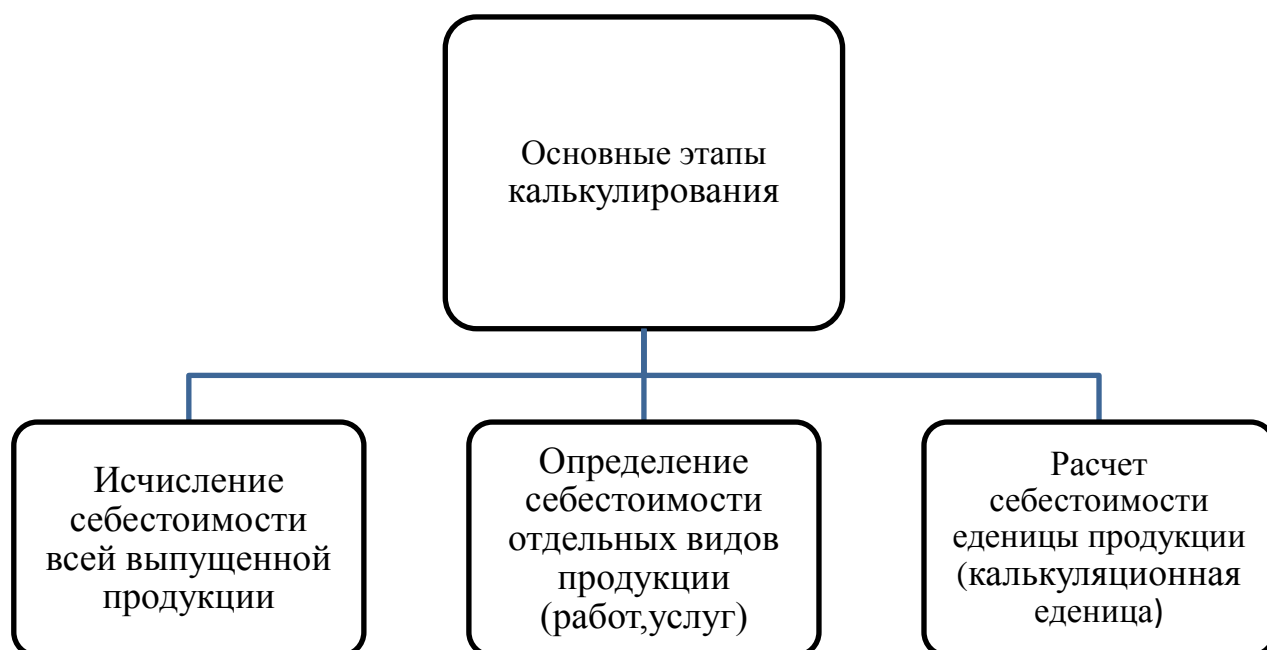 Основные этапы
калькулирования
Исчисление
себестоимости
всей выпущенной
продукции
Определение
себестоимости
отдельных видов
продукции
(работ,услуг)
Расчет
себестоимости
еденицы продукции
(калькуляционная
еденица)